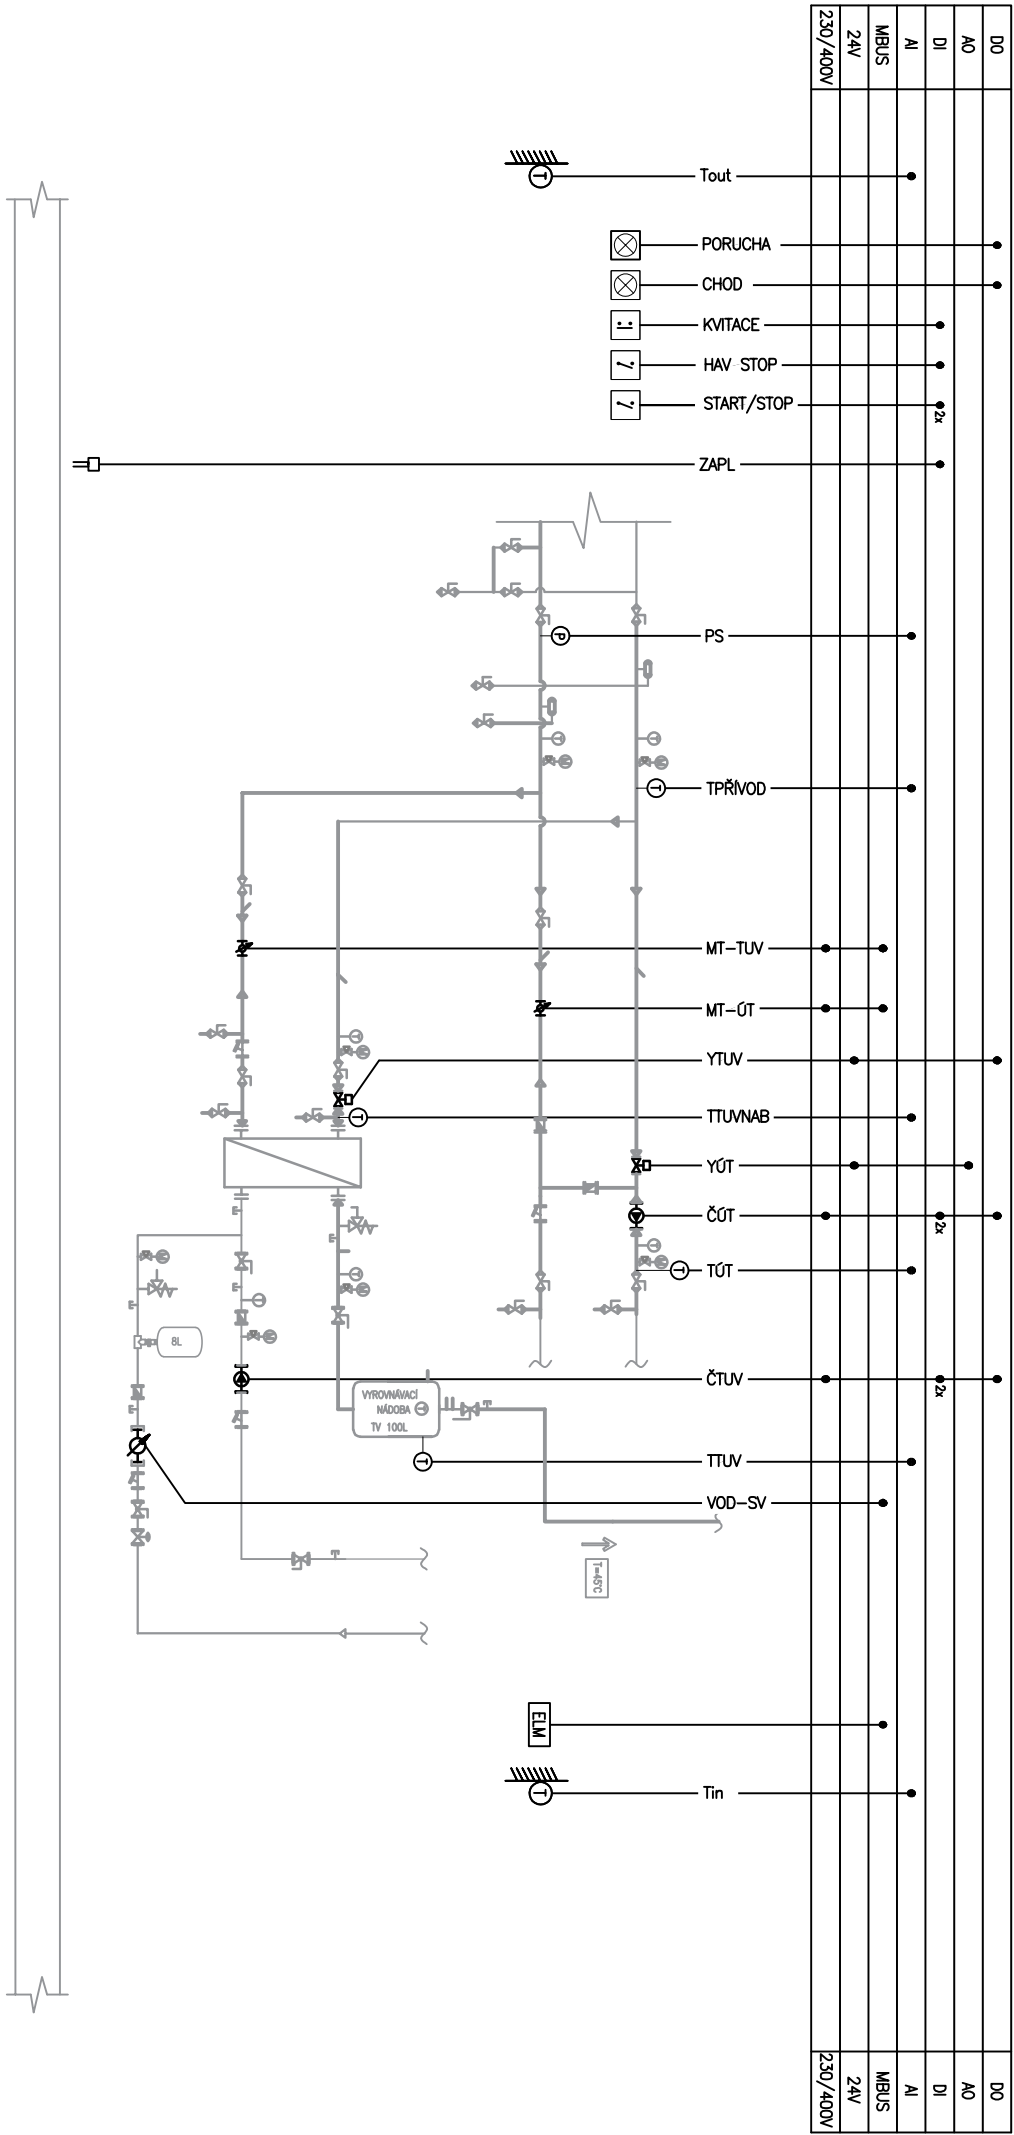 230/400V
24V
MBUS
AI
DI
AO
DO
Tout
PORUCHA
CHOD
KVITACE
HAV STOP
START/STOP
2x
ZAPL
PS
P
TPŘÍVOD
MT-TUV
MT-ÚT
YTUV
TTUVNAB
YÚT
ČÚT
2x
TÚT
8L
ČTUV
2x
VYROVNÁVACÍ
NÁDOBA
TV 100L
TTUV
VOD-SV
T=45°C
ELM
Tin
230/400V
24V
MBUS
AI
DI
AO
DO
T
T
T
T
T
T
T
T
T
T
T
T
M
M
M
M
M
M
M